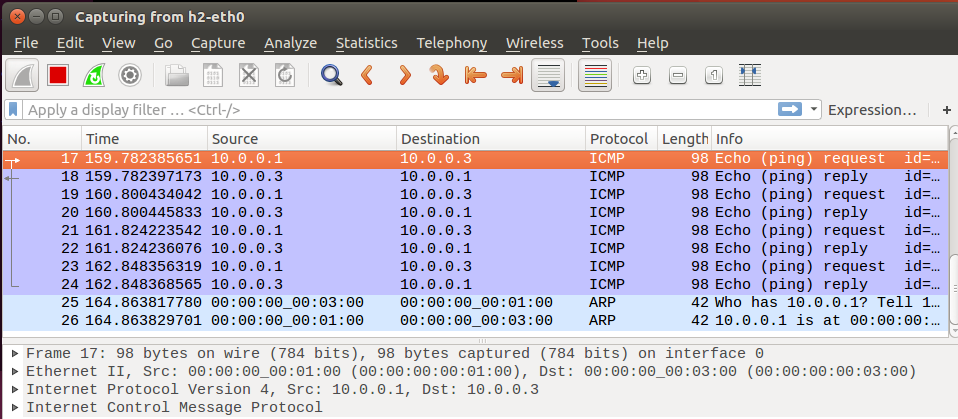 Capturing from h2-eth0
File Edit View Go Capture Analyze Statistics Telephony Wireless Tools Help
Apply a display filter … <Ctrl-/> Expression… +
No. Time Source Destination Protocol Length Info
17 159.782385651 10.0.0.1 10.0.0.3 ICMP 98 Echo (ping) request id=…
18 159.782397173 10.0.0.3 10.0.0.1 ICMP 98 Echo (ping) reply id=…
19 160.800434042 10.0.0.1 10.0.0.3 ICMP 98 Echo (ping) request id=…
20 160.800445833 10.0.0.3 10.0.0.1 ICMP 98 Echo (ping) reply id=…
21 161.824223542 10.0.0.1 10.0.0.3 ICMP 98 Echo (ping) request id=…
22 161.824236076 10.0.0.3 10.0.0.1 ICMP 98 Echo (ping) reply id=…
23 162.848356319 10.0.0.1 10.0.0.3 ICMP 98 Echo (ping) request id=…
24 162.848368565 10.0.0.3 10.0.0.1 ICMP 98 Echo (ping) reply id=…
25 164.863817780 00:00:00_00:03:00 00:00:00_00:01:00 ARP 42 Who has 10.0.0.1? Tell 1…
26 164.863829701 00:00:00_00:01:00 00:00:00_00:03:00 ARP 42 10.0.0.1 is at 00:00:00:…
Frame 17: 98 bytes on wire (784 bits), 98 bytes captured (784 bits) on interface 0
Ethernet II, Src: 00:00:00_00:01:00 (00:00:00:00:01:00), Dst: 00:00:00_00:03:00 (00:00:00:00:03:00)
Internet Protocol Version 4, Src: 10.0.0.1, Dst: 10.0.0.3
Internet Control Message Protocol